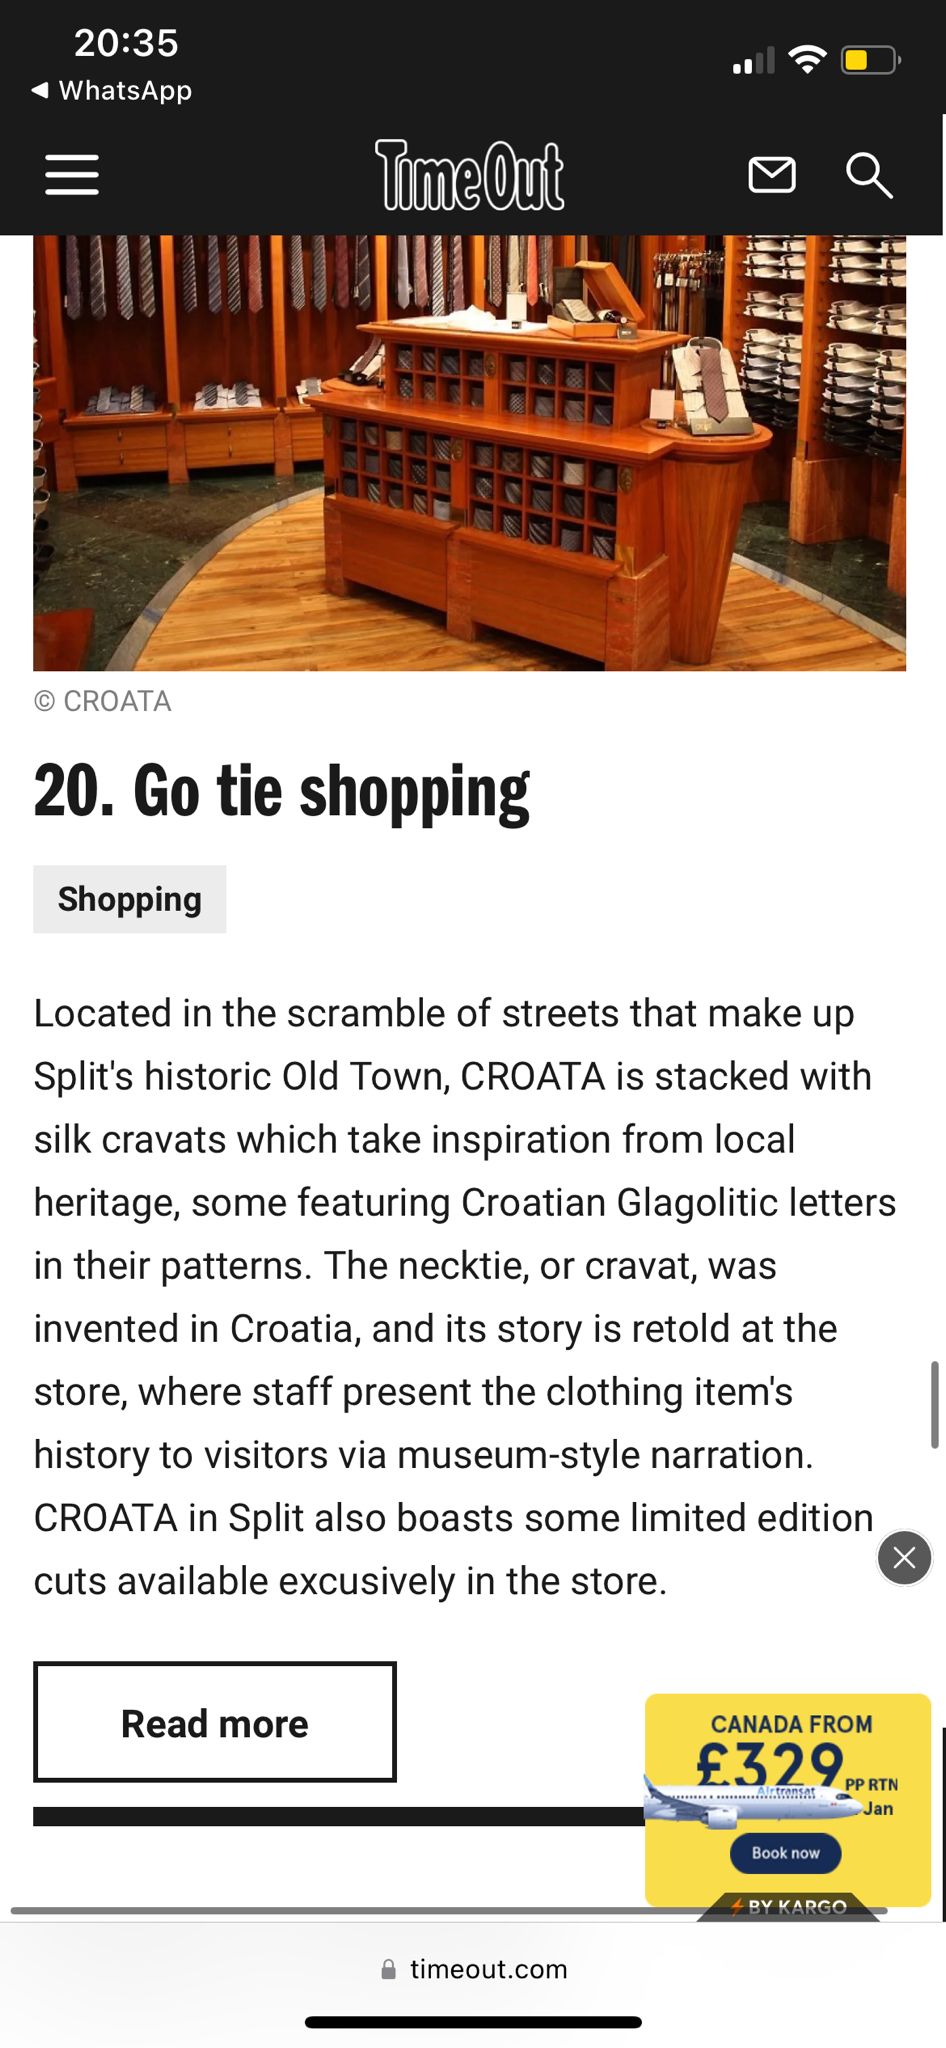 20:35
◀ WhatsApp
TimeOut
© CROATA
20. Go tie shopping
Shopping
Located in the scramble of streets that make up
Split's historic Old Town, CROATA is stacked with
silk cravats which take inspiration from local
heritage, some featuring Croatian Glagolitic letters
in their patterns. The necktie, or cravat, was
invented in Croatia, and its story is retold at the
store, where staff present the clothing item's
history to visitors via museum-style narration.
CROATA in Split also boasts some limited edition
cuts available excusively in the store.
Read more
CANADA FROM
£329
PP RTN
Air transat
Jan
Book now
BY KARGO
timeout.com